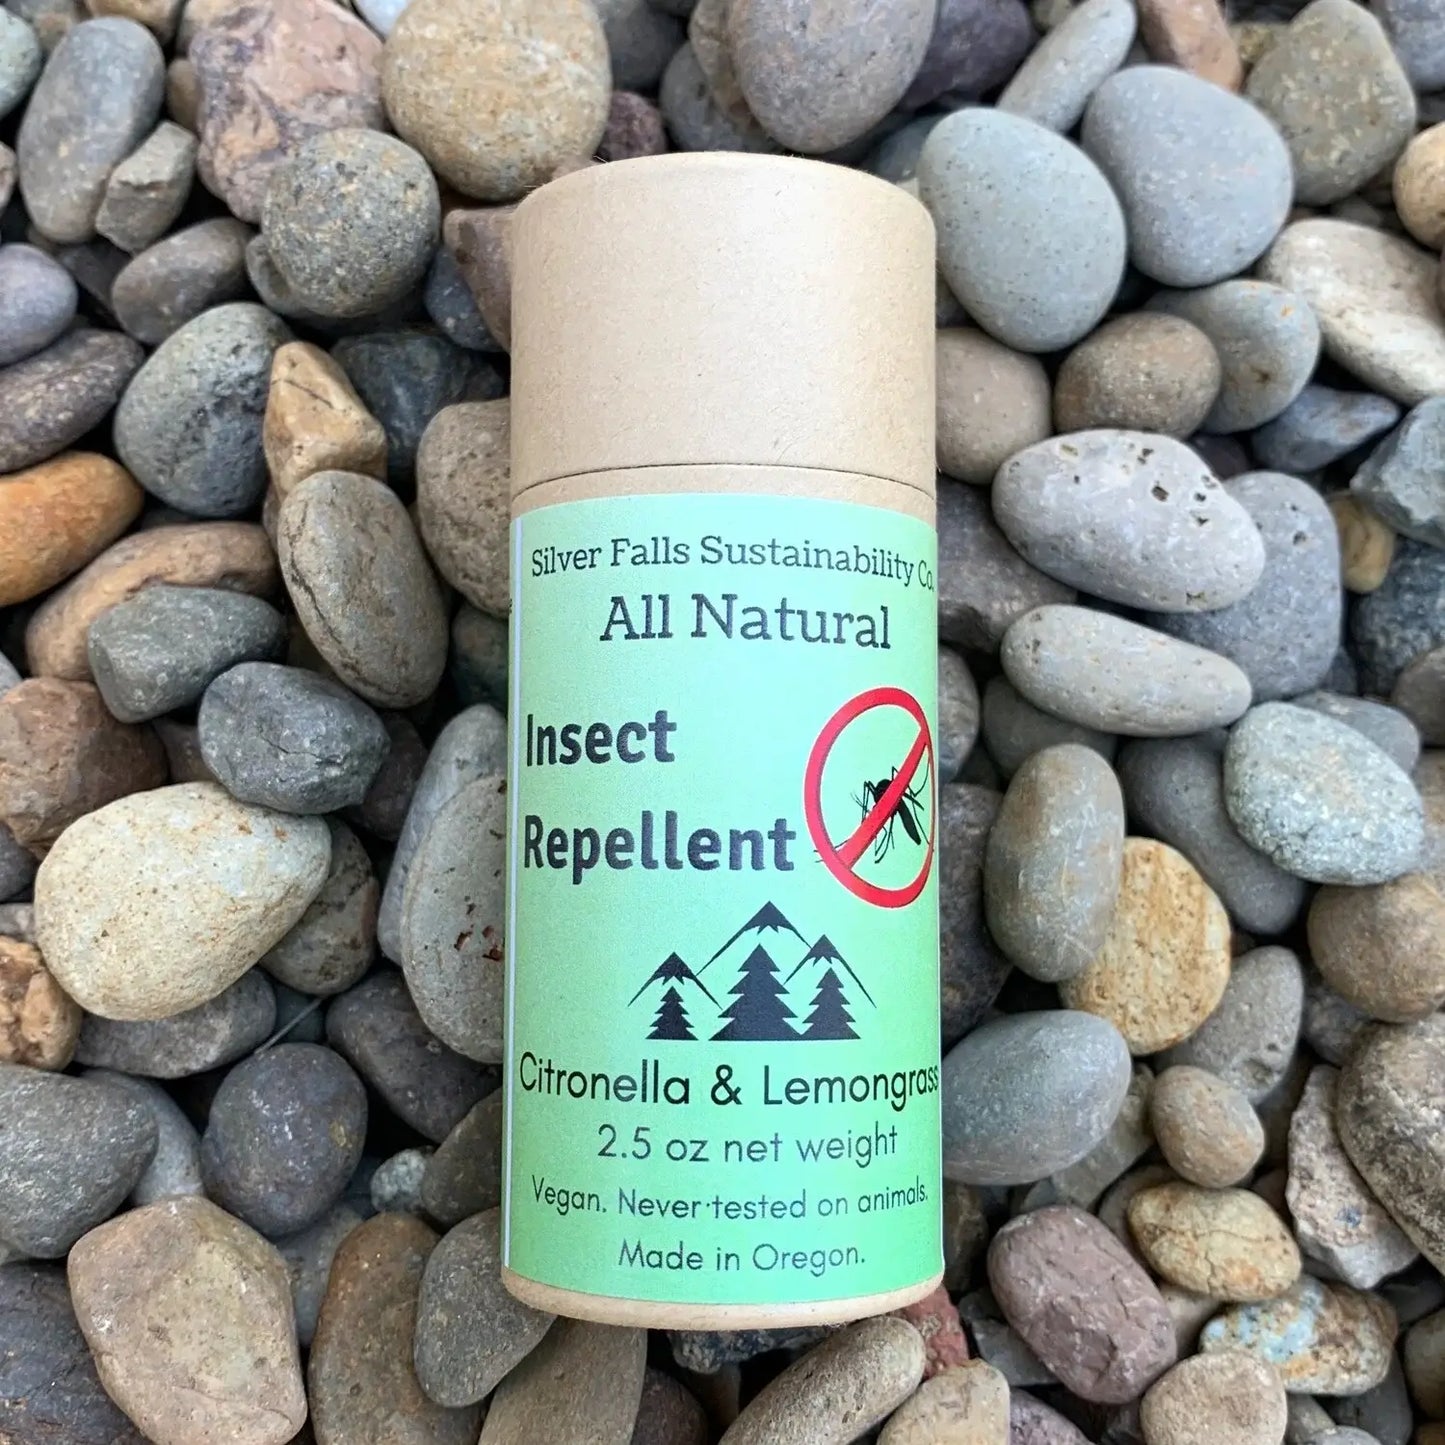 Silver Falls Sustainability Co.
All Natural
Insect
Repellent
Citronella & Lemongrass
2.5 oz net weight
Vegan. Never tested on animals.
Made in Oregon.